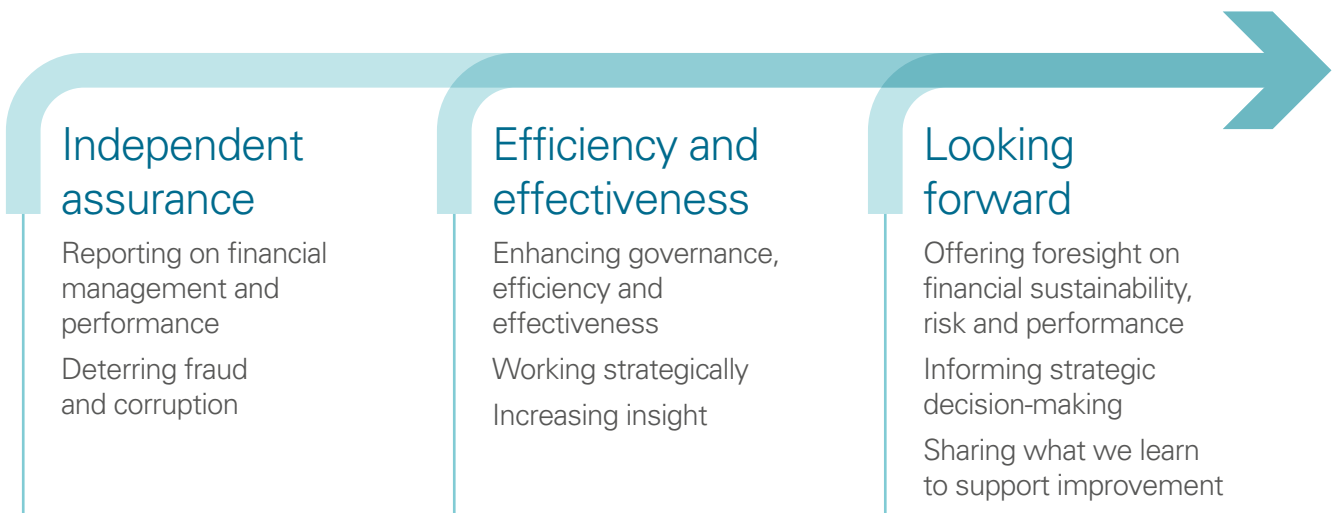 Independent
assurance
Reporting on financial
management and
performance
Deterring fraud
and corruption
Efficiency and
effectiveness
Enhancing governance,
efficiency and
effectiveness
Working strategically
Increasing insight
Looking
forward
Offering foresight on
financial sustainability,
risk and performance
Informing strategic
decision-making
Sharing what we learn
to support improvement